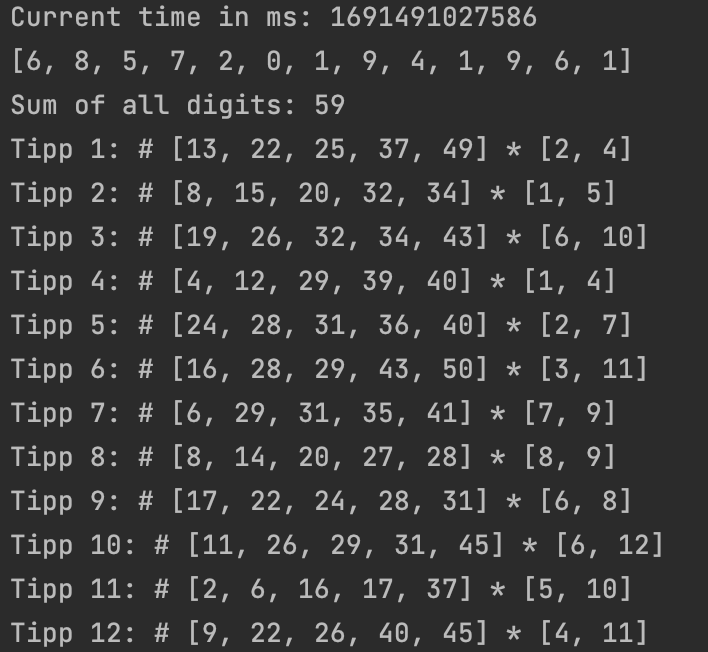 Current time in ms: 1691491027586
[6, 8, 5, 7, 2, 0, 1, 9, 4, 1, 9, 6, 1]
Sum of all digits: 59
Tipp 1: # [13, 22, 25, 37, 49] * [2, 4]
Tipp 2: # [8, 15, 20, 32, 34] * [1, 5]
Tipp 3: # [19, 26, 32, 34, 43] * [6, 10]
Tipp 4: # [4, 12, 29, 39, 40] * [1, 4]
Tipp 5: # [24, 28, 31, 36, 40] * [2, 7]
Tipp 6: # [16, 28, 29, 43, 50] * [3, 11]
Tipp 7: # [6, 29, 31, 35, 41] * [7, 9]
Tipp 8: # [8, 14, 20, 27, 28] * [8, 9]
Tipp 9: # [17, 22, 24, 28, 31] * [6, 8]
Tipp 10: # [11, 26, 29, 31, 45] * [6, 12]
Tipp 11: # [2, 6, 16, 17, 37] * [5, 10]
Tipp 12: # [9, 22, 26, 40, 45] * [4, 11]